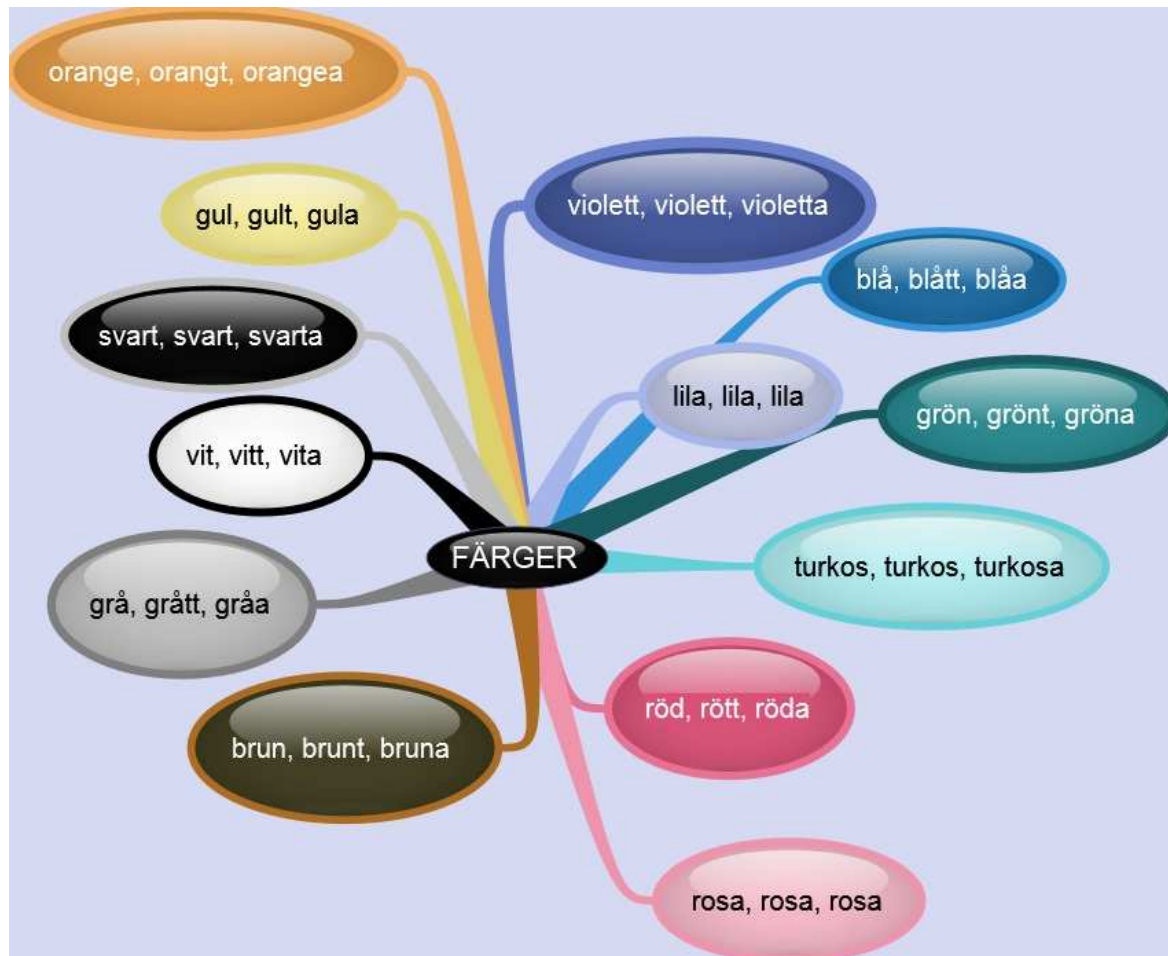 orange, orangt, orangea
gul, gult, gula
violett, violett, violetta
blå, blått, blåa
svart, svart, svarta
lila, lila, lila
grön, grönt, gröna
vit, vitt, vita
FÄRGER
turkos, turkos, turkosa
grå, grått, gråa
röd, rött, röda
brun, brunt, bruna
rosa, rosa, rosa